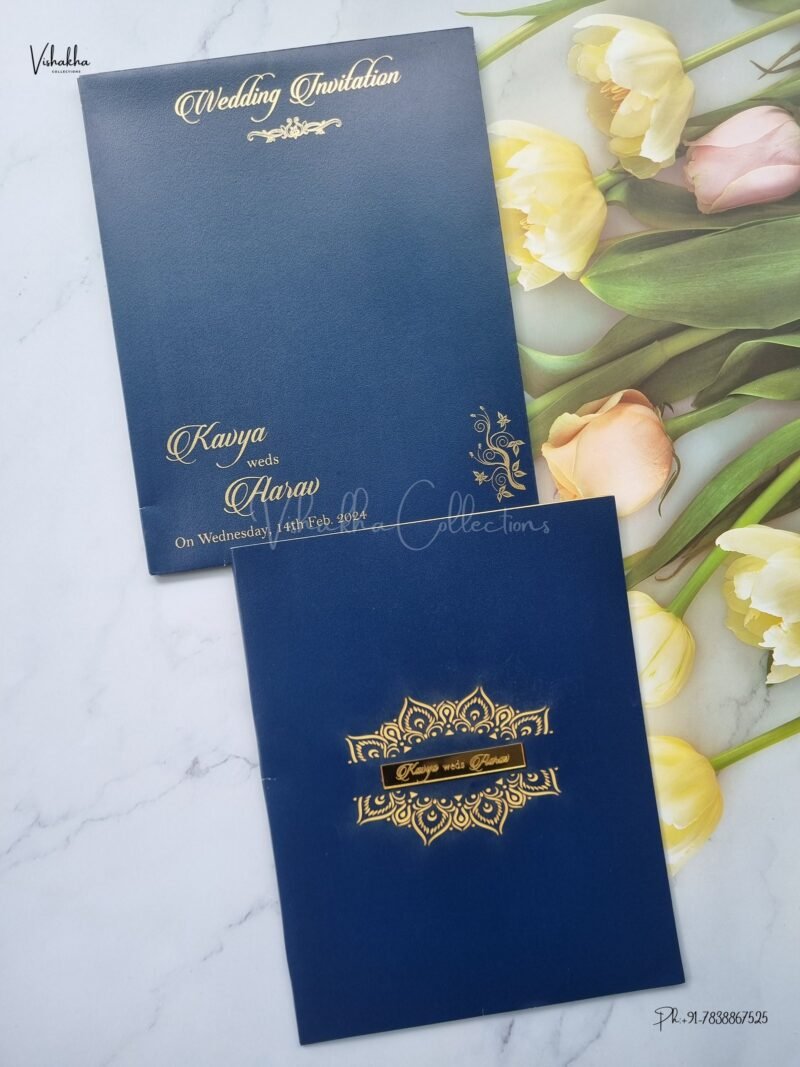 Vishakha
COLLECTIONS
Wedding Invitation
Kavya
weds
Aarav
On Wednesday, 14th Feb. 2024
Vishakha Collections
Kavya weds Aarav
Ph:+91-7838867525